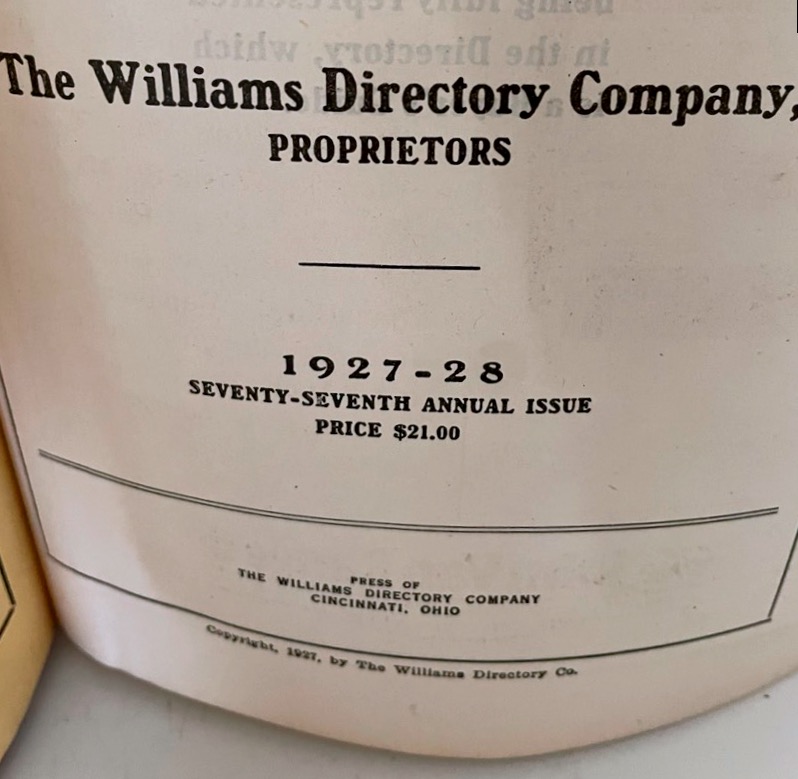 The Williams Directory Company,
PROPRIETORS
1927-28
SEVENTY-SEVENTH ANNUAL ISSUE
PRICE $21.00
PRESS OF
THE WILLIAMS DIRECTORY COMPANY
CINCINNATI, OHIO
Copyright, 1927, by The Williams Directory Co.